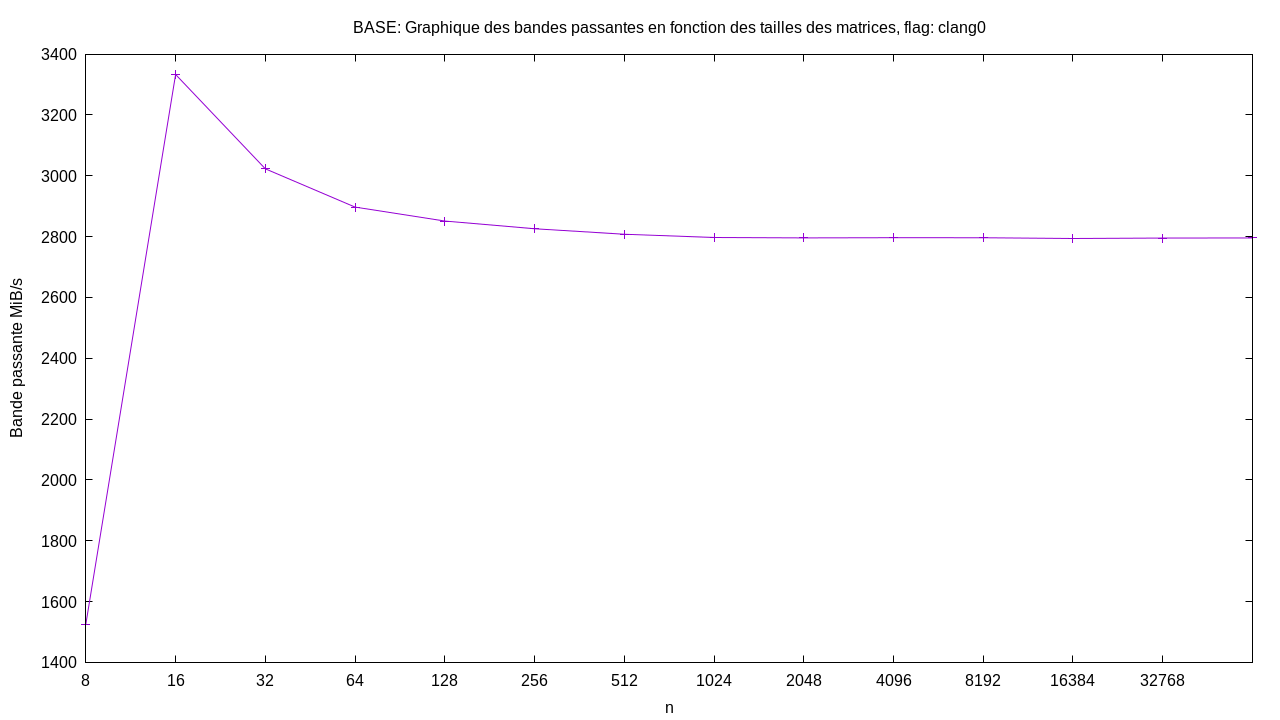 BASE: Graphique des bandes passantes en fonction des tailles des matrices, flag: clang0
3400
3200
3000
2800
2600
2400
2200
2000
1800
1600
1400
Bande passante MiB/s
8 16 32 64 128 256 512 1024 2048 4096 8192 16384 32768
n